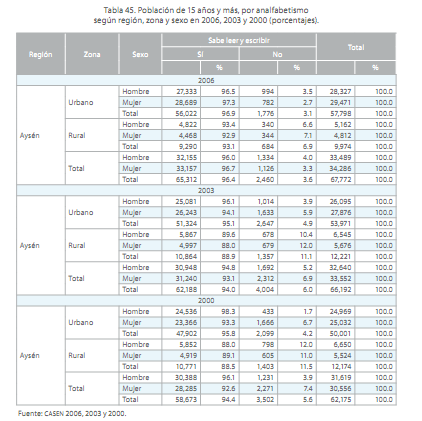 Tabla 45. Población de 15 años y más, por analfabetismo
según región, zona y sexo en 2006, 2003 y 2000 (porcentajes).
Región Zona Sexo Sabe leer y escribir Total
Sí No
% % %
2006
Aysén Urbano Hombre 27,333 96.5 994 3.5 28,327 100.0
Mujer 28,689 97.3 782 2.7 29,471 100.0
Total 56,022 96.9 1,776 3.1 57,798 100.0
Rural Hombre 4,822 93.4 340 6.6 5,162 100.0
Mujer 4,468 92.9 344 7.1 4,812 100.0
Total 9,290 93.1 684 6.9 9,974 100.0
Total Hombre 32,155 96.0 1,334 4.0 33,489 100.0
Mujer 33,157 96.7 1,126 3.3 34,286 100.0
Total 65,312 96.4 2,460 3.6 67,772 100.0
2003
Aysén Urbano Hombre 25,081 96.1 1,014 3.9 26,095 100.0
Mujer 26,243 94.1 1,633 5.9 27,876 100.0
Total 51,324 95.1 2,647 4.9 53,971 100.0
Rural Hombre 5,867 89.6 678 10.4 6,545 100.0
Mujer 4,997 88.0 679 12.0 5,676 100.0
Total 10,864 88.9 1,357 11.1 12,221 100.0
Total Hombre 30,948 94.8 1,692 5.2 32,640 100.0
Mujer 31,240 93.1 2,312 6.9 33,552 100.0
Total 62,188 94.0 4,004 6.0 66,192 100.0
2000
Aysén Urbano Hombre 24,536 98.3 433 1.7 24,969 100.0
Mujer 23,366 93.3 1,666 6.7 25,032 100.0
Total 47,902 95.8 2,099 4.2 50,001 100.0
Rural Hombre 5,852 88.0 798 12.0 6,650 100.0
Mujer 4,919 89.1 605 11.0 5,524 100.0
Total 10,771 88.5 1,403 11.5 12,174 100.0
Total Hombre 30,388 96.1 1,231 3.9 31,619 100.0
Mujer 28,285 92.6 2,271 7.4 30,556 100.0
Total 58,673 94.4 3,502 5.6 62,175 100.0
Fuente: CASEN 2006, 2003 y 2000.